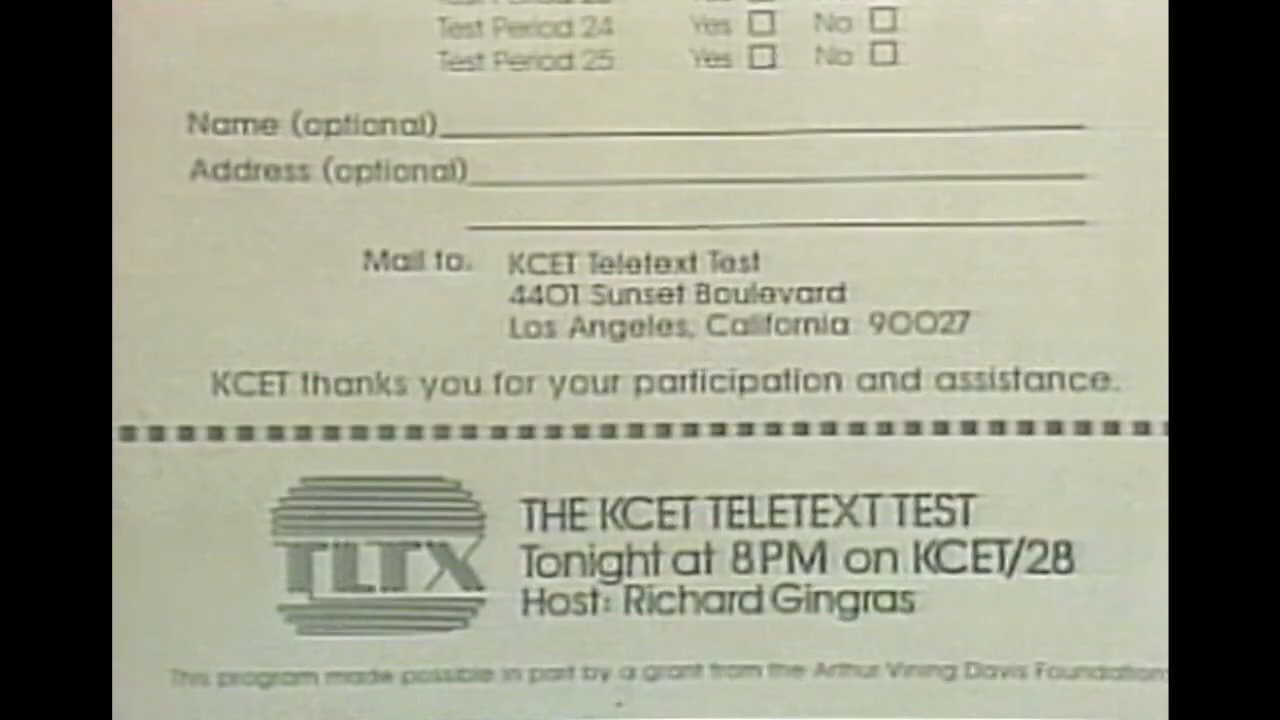 Test Period 24 Yes □ No □
Test Period 25 Yes □ No □
Name (optional)
Address (optional)
Mail to: KCET Teletext Test
4401 Sunset Boulevard
Los Angeles, California 90027
KCET thanks you for your participation and assistance.
TLTX
THE KCET TELETEXT TEST
Tonight at 8PM on KCET/28
Host: Richard Gingras
This program made possible in part by a grant from the Arthur Vining Davis Foundation